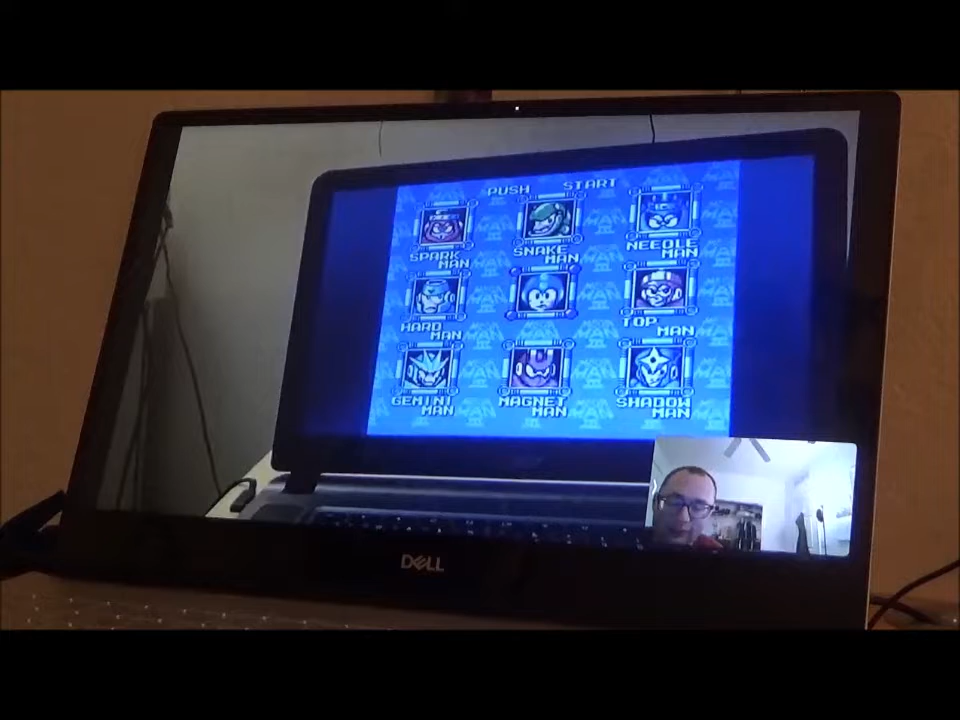 PUSH START
SPARK MAN
SNAKE MAN
NEEDLE MAN
HARD MAN
TOP MAN
GEMINI MAN
MAGNET MAN
SHADOW MAN
DELL